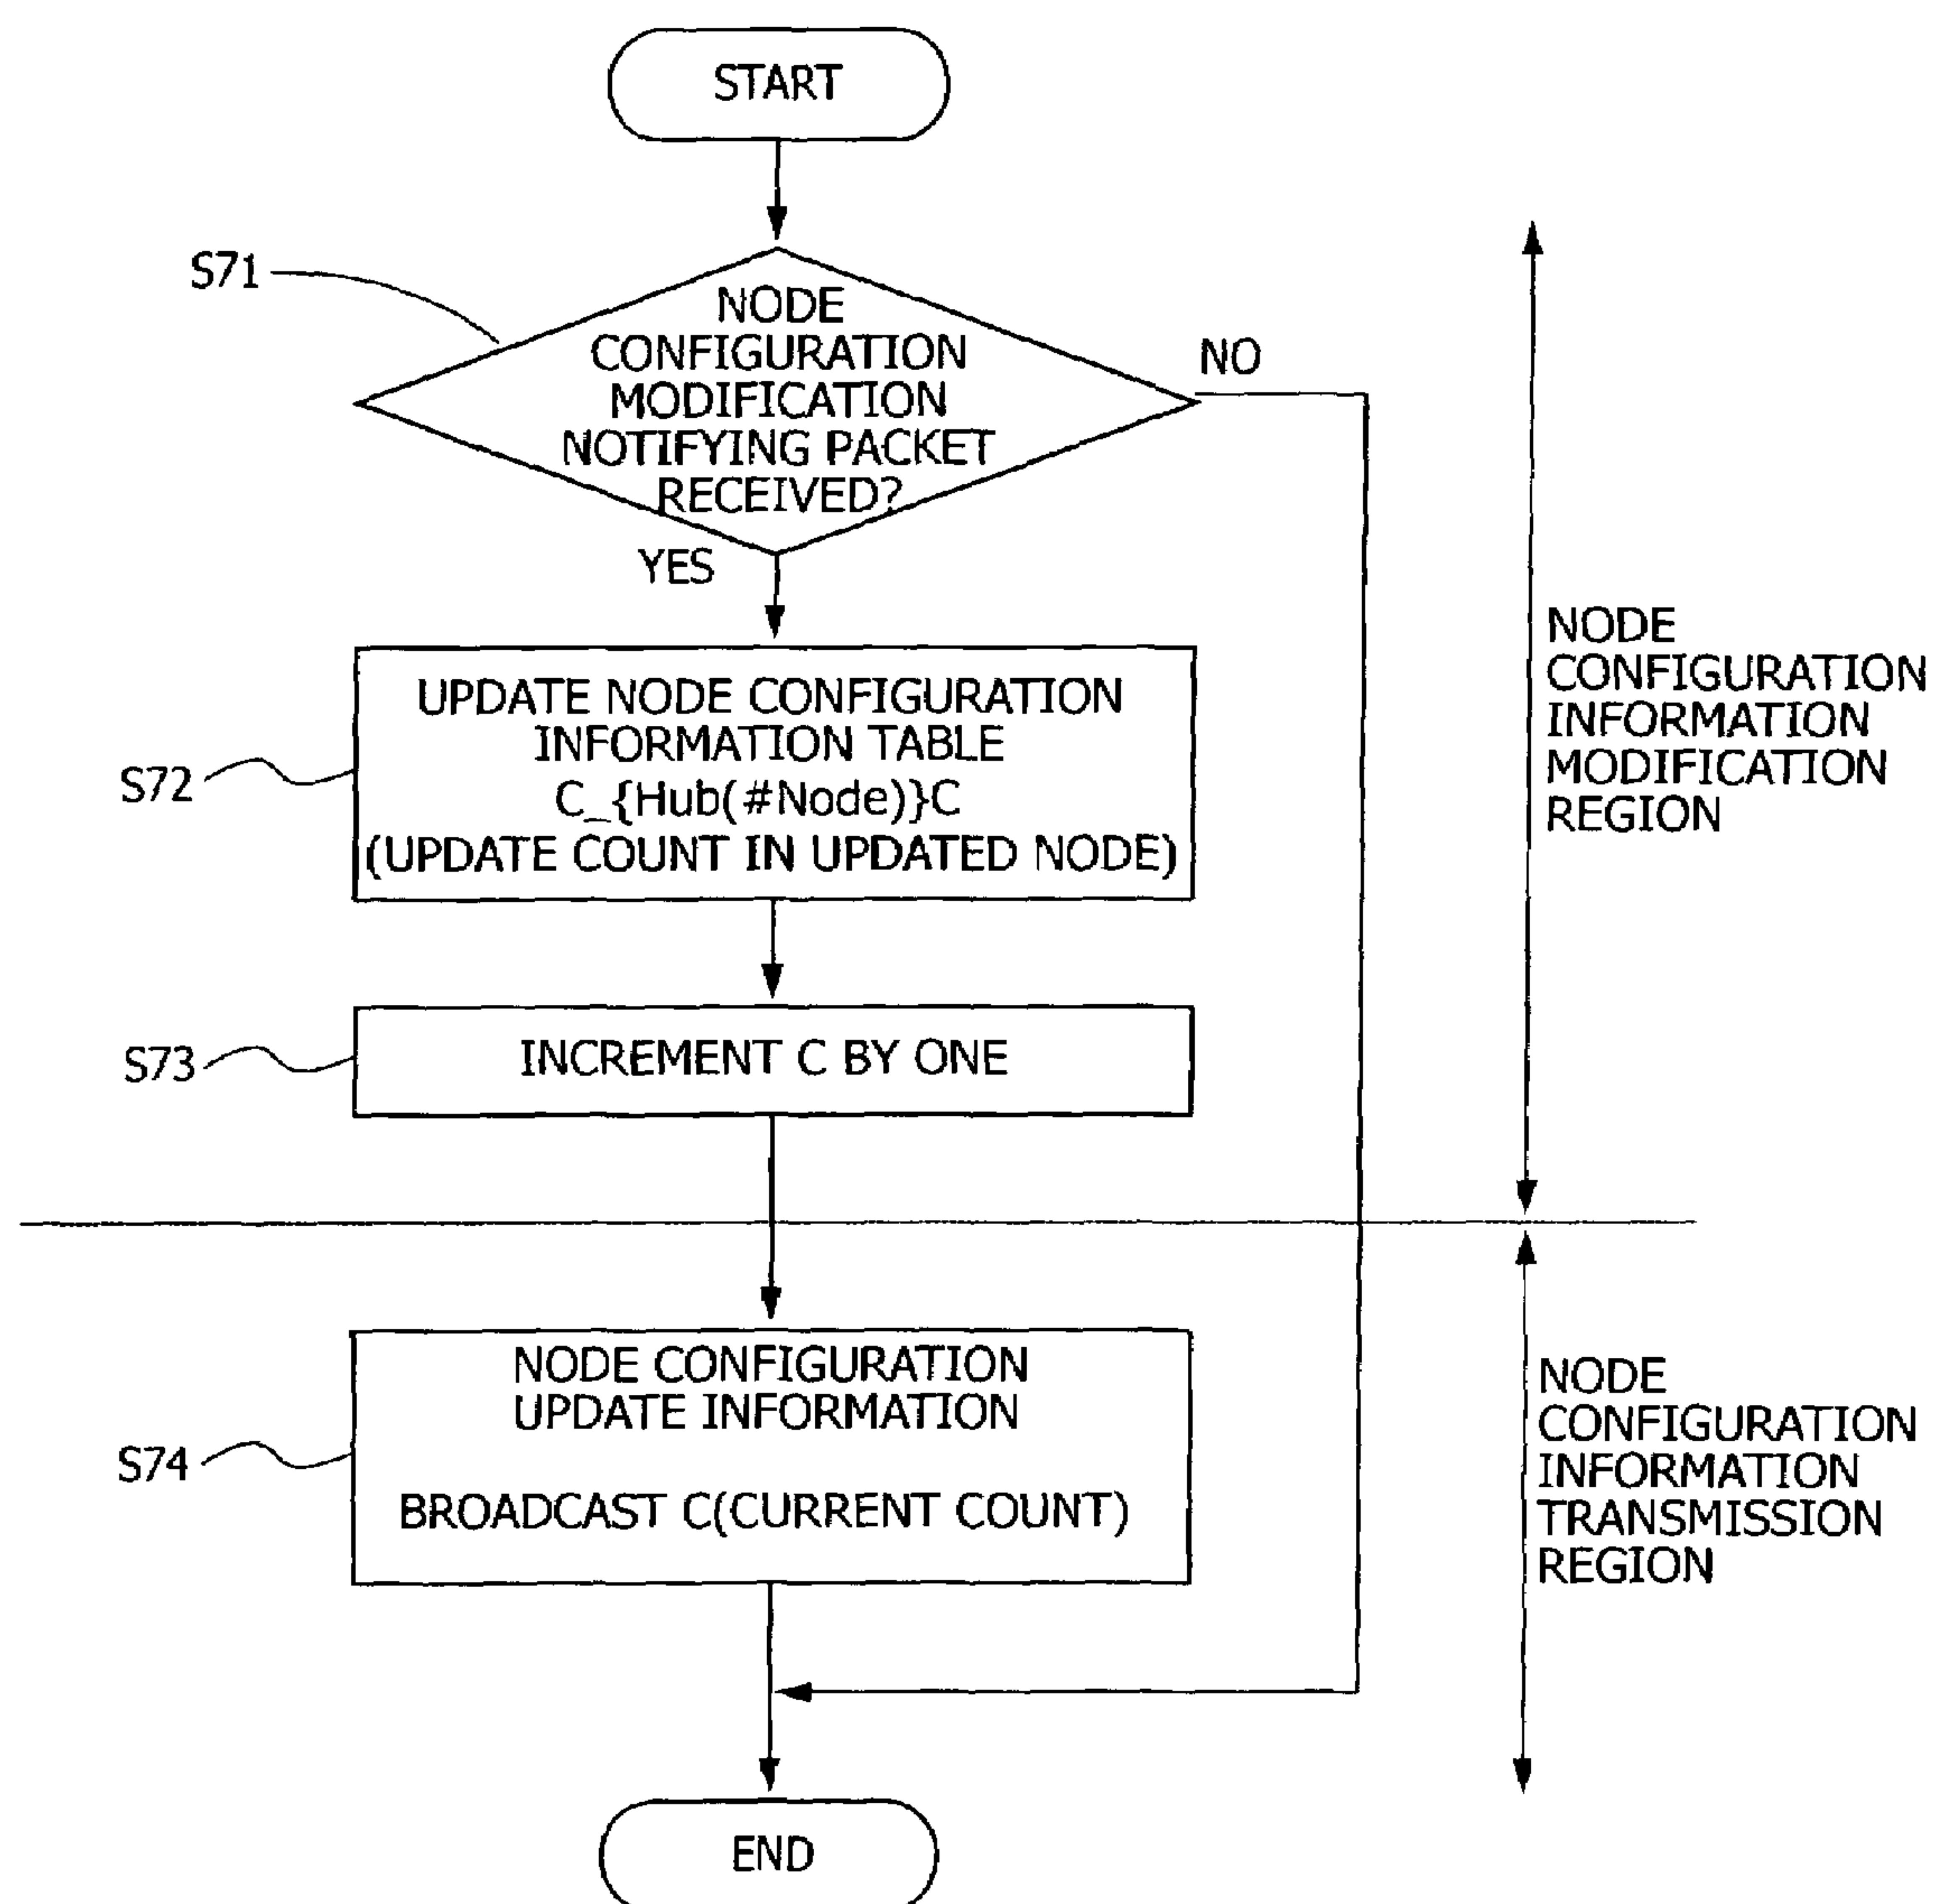 START
S71
NODE
CONFIGURATION
MODIFICATION
NOTIFYING PACKET
RECEIVED?
NO
YES
S72
UPDATE NODE CONFIGURATION
INFORMATION TABLE
C_{Hub(#Node)}C
(UPDATE COUNT IN UPDATED NODE)
NODE
CONFIGURATION
INFORMATION
MODIFICATION
REGION
S73
INCREMENT C BY ONE
S74
NODE CONFIGURATION
UPDATE INFORMATION
BROADCAST C(CURRENT COUNT)
NODE
CONFIGURATION
INFORMATION
TRANSMISSION
REGION
END